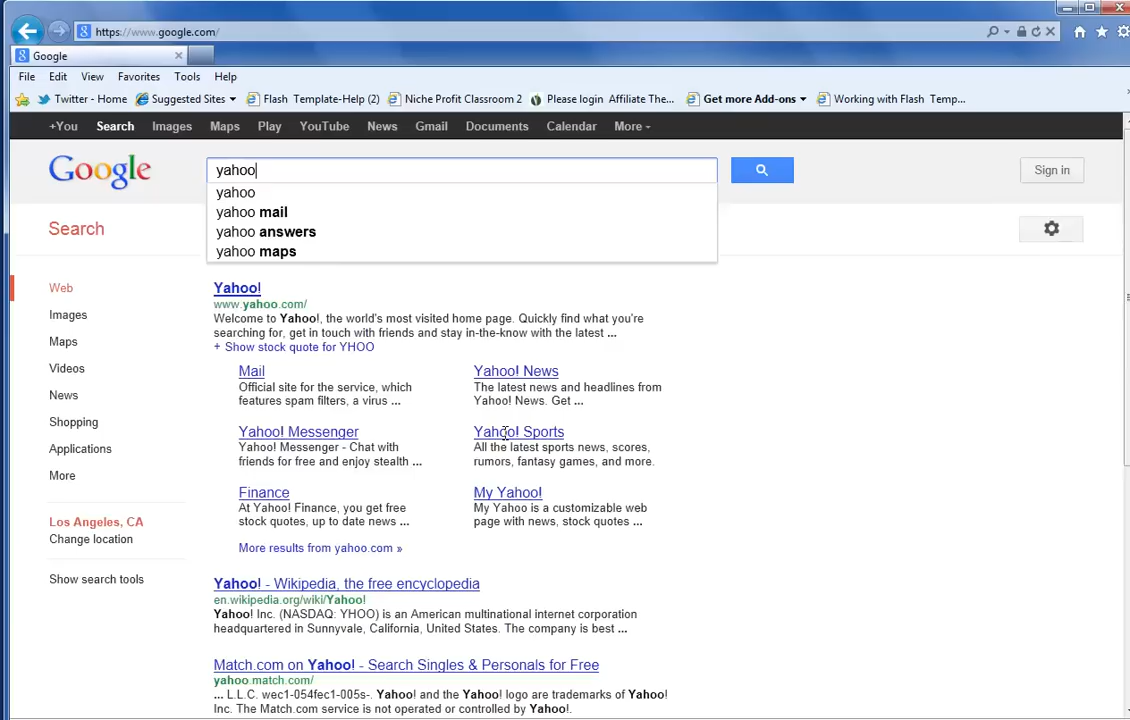 https://www.google.com/
Google
File Edit View Favorites Tools Help
Twitter - Home Suggested Sites Flash Template-Help (2) Niche Profit Classroom 2 Please login Affiliate The... Get more Add-ons Working with Flash Temp...
+You Search Images Maps Play YouTube News Gmail Documents Calendar More
Google yahoo Sign in
yahoo
yahoo mail
yahoo answers
yahoo maps
Search
Web
Images
Maps
Videos
News
Shopping
Applications
More
Los Angeles, CA
Change location
Show search tools
Yahoo!
www.yahoo.com/
Welcome to Yahoo!, the world's most visited home page. Quickly find what you're
searching for, get in touch with friends and stay in-the-know with the latest ...
+ Show stock quote for YHOO
Mail
Official site for the service, which
features spam filters, a virus ...
Yahoo! News
The latest news and headlines from
Yahoo! News. Get ...
Yahoo! Messenger
Yahoo! Messenger - Chat with
friends for free and enjoy stealth ...
Yahoo! Sports
All the latest sports news, scores,
rumors, fantasy games, and more.
Finance
At Yahoo! Finance, you get free
stock quotes, up to date news ...
My Yahoo!
My Yahoo is a customizable web
page with news, stock quotes ...
More results from yahoo.com »
Yahoo! - Wikipedia, the free encyclopedia
en.wikipedia.org/wiki/Yahoo!
Yahoo! Inc. (NASDAQ: YHOO) is an American multinational internet corporation
headquartered in Sunnyvale, California, United States. The company is best ...
Match.com on Yahoo! - Search Singles & Personals for Free
yahoo.match.com/
... L.L.C. wec1-054fec1-005s-. Yahoo! and the Yahoo! logo are trademarks of Yahoo!
Inc. The Match.com service is not operated or controlled by Yahoo!.